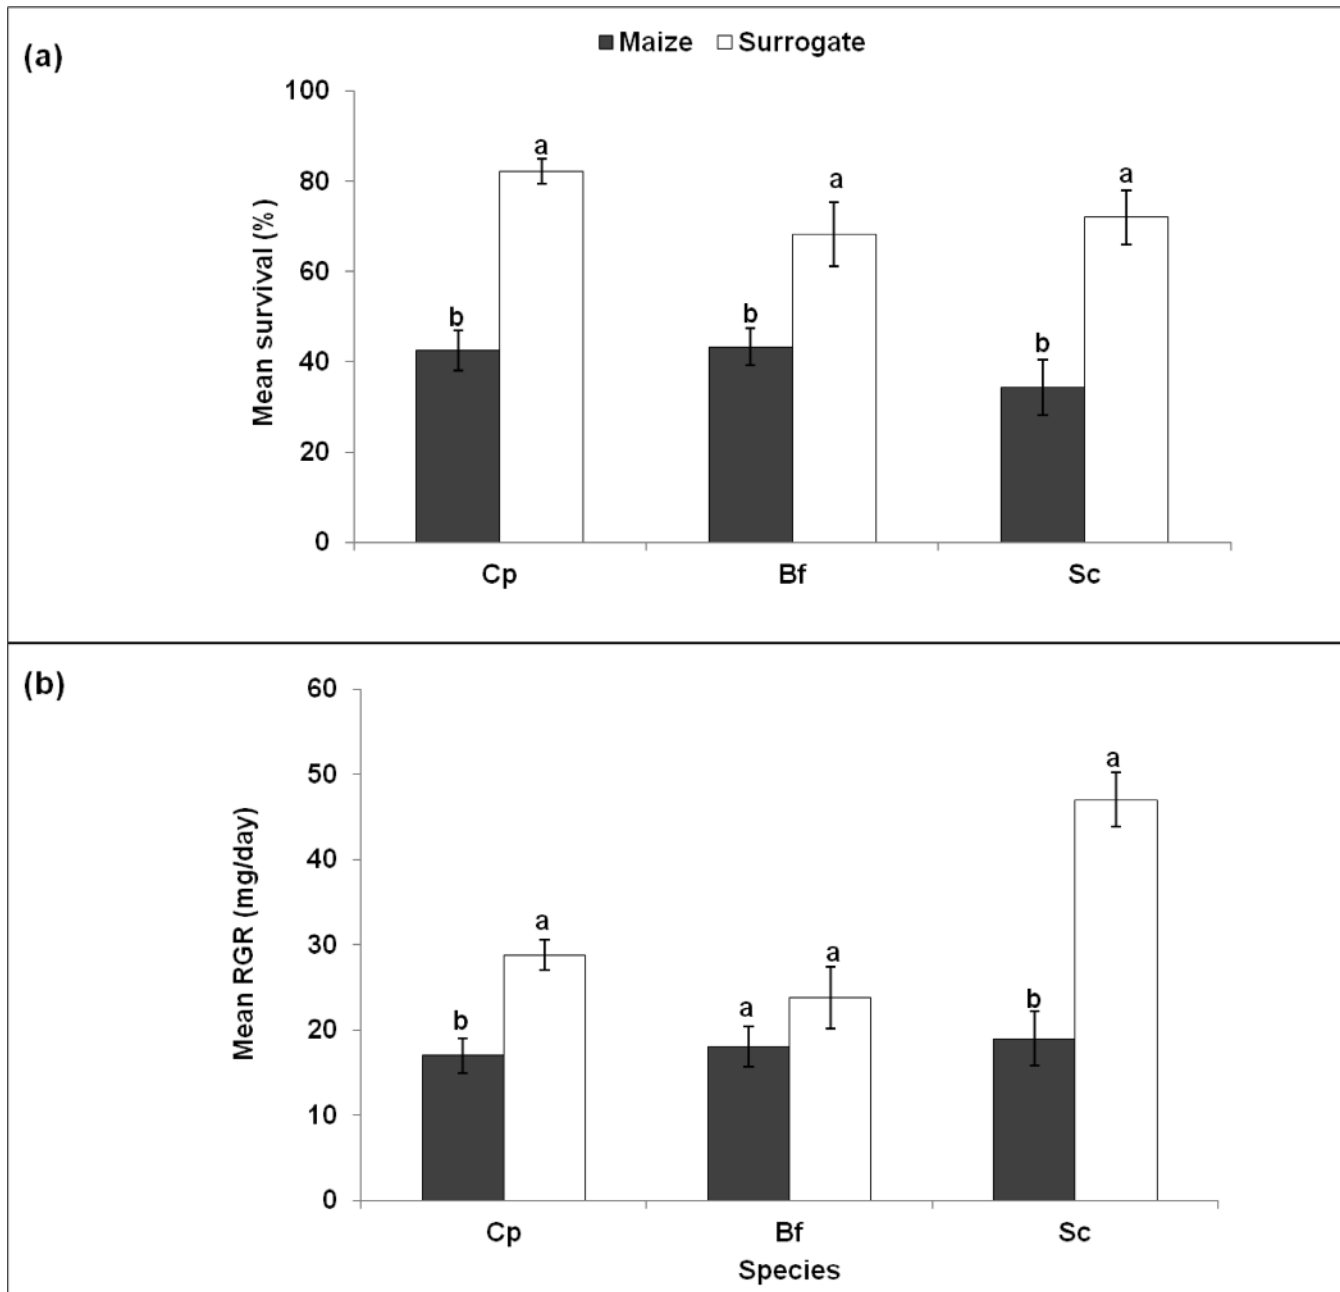 (a)
Maize Surrogate
Mean survival (%)
100
80
60
40
20
0
b a b a b a
Cp Bf Sc
(b)
Mean RGR (mg/day)
60
50
40
30
20
10
0
b a a a b a
Cp Bf Sc
Species